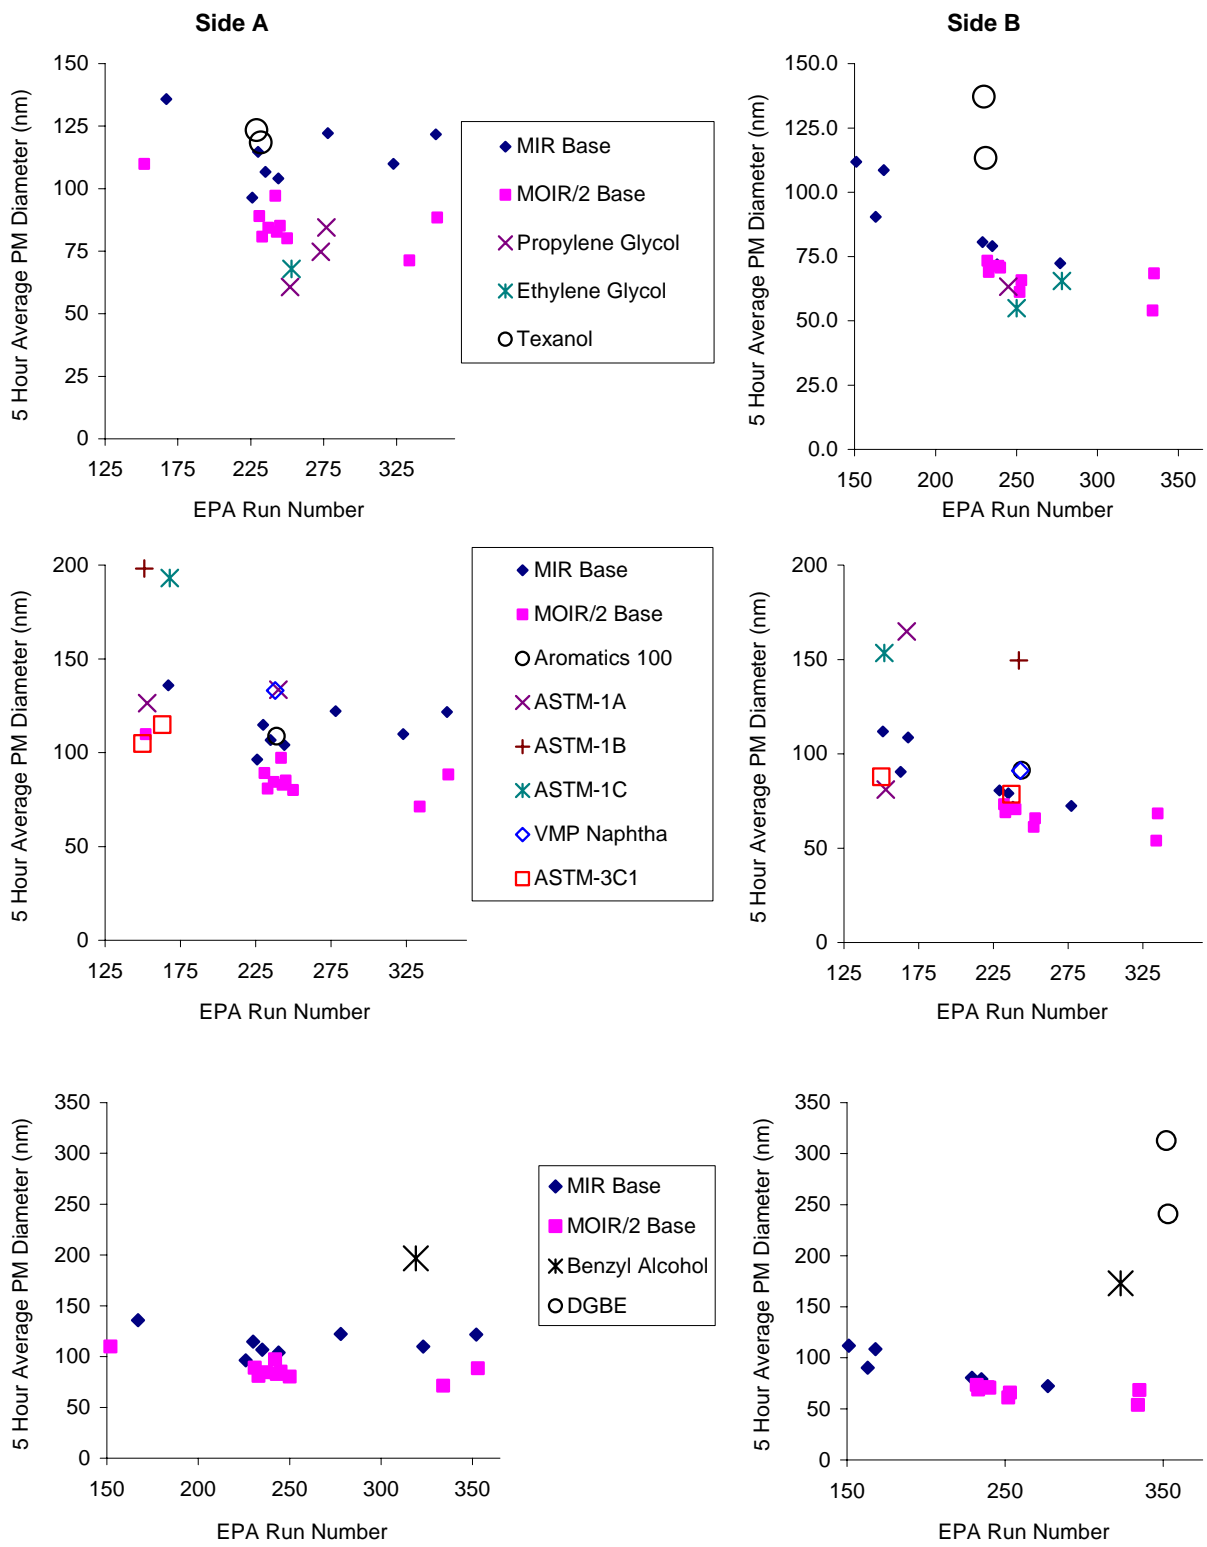 Side A
Side B
5 Hour Average PM Diameter (nm)
150
125
100
75
50
25
0
125 175 225 275 325
EPA Run Number
MIR Base
MOIR/2 Base
Propylene Glycol
Ethylene Glycol
Texanol
5 Hour Average PM Diameter (nm)
150.0
125.0
100.0
75.0
50.0
25.0
0.0
150 200 250 300 350
EPA Run Number
5 Hour Average PM Diameter (nm)
200
150
100
50
0
125 175 225 275 325
EPA Run Number
MIR Base
MOIR/2 Base
Aromatics 100
ASTM-1A
ASTM-1B
ASTM-1C
VMP Naphtha
ASTM-3C1
5 Hour Average PM Diameter (nm)
200
150
100
50
0
125 175 225 275 325
EPA Run Number
5 Hour Average PM Diameter (nm)
350
300
250
200
150
100
50
0
150 200 250 300 350
EPA Run Number
MIR Base
MOIR/2 Base
Benzyl Alcohol
DGBE
5 Hour Average PM Diameter (nm)
350
300
250
200
150
100
50
0
150 250 350
EPA Run Number